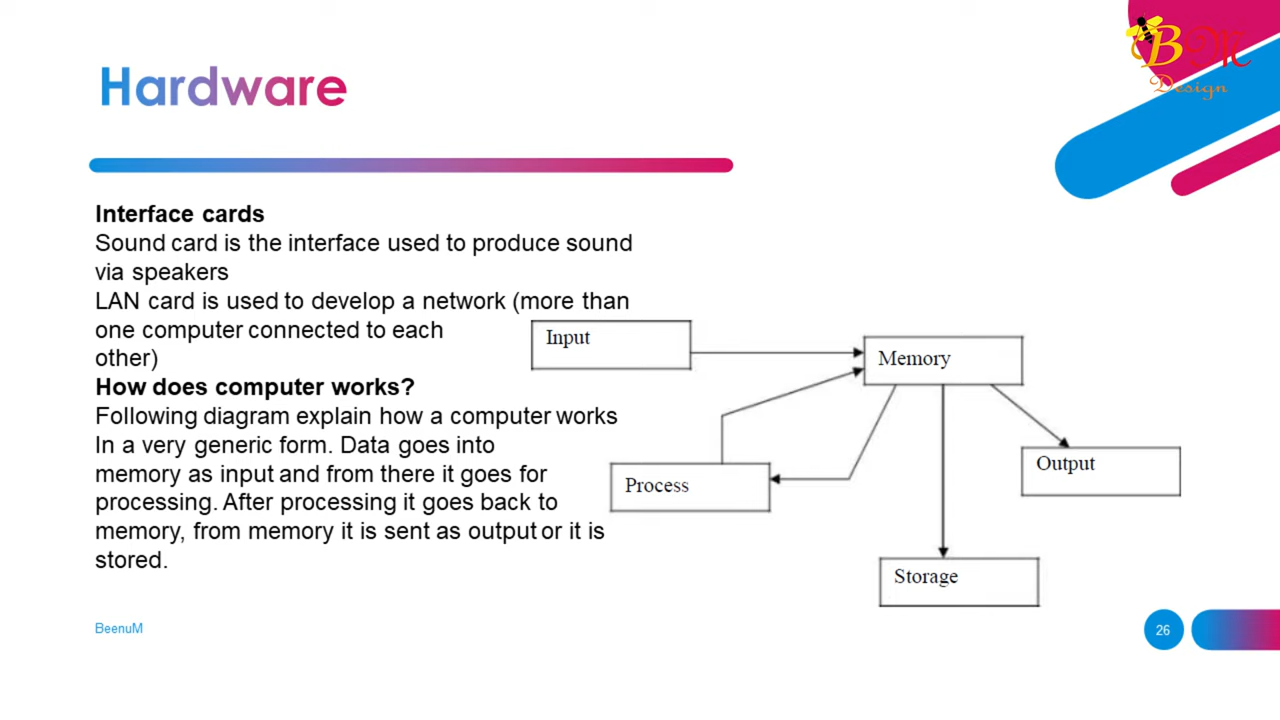 BM
Design
Hardware
Interface cards
Sound card is the interface used to produce sound
via speakers
LAN card is used to develop a network (more than
one computer connected to each
other)
How does computer works?
Following diagram explain how a computer works
In a very generic form. Data goes into
memory as input and from there it goes for
processing. After processing it goes back to
memory, from memory it is sent as output or it is
stored.
Input
Memory
Process
Output
Storage
BeenuM
26